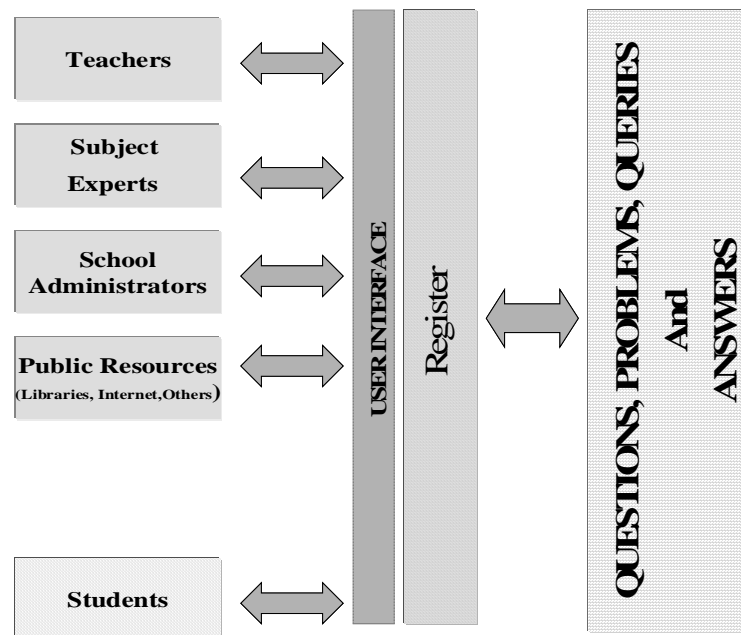 Teachers
Subject
Experts
School
Administrators
Public Resources
(Libraries, Internet,Others)
Students
USER INTERFACE
Register
QUESTIONS, PROBLEMS, QUERIES
And
ANSWERS